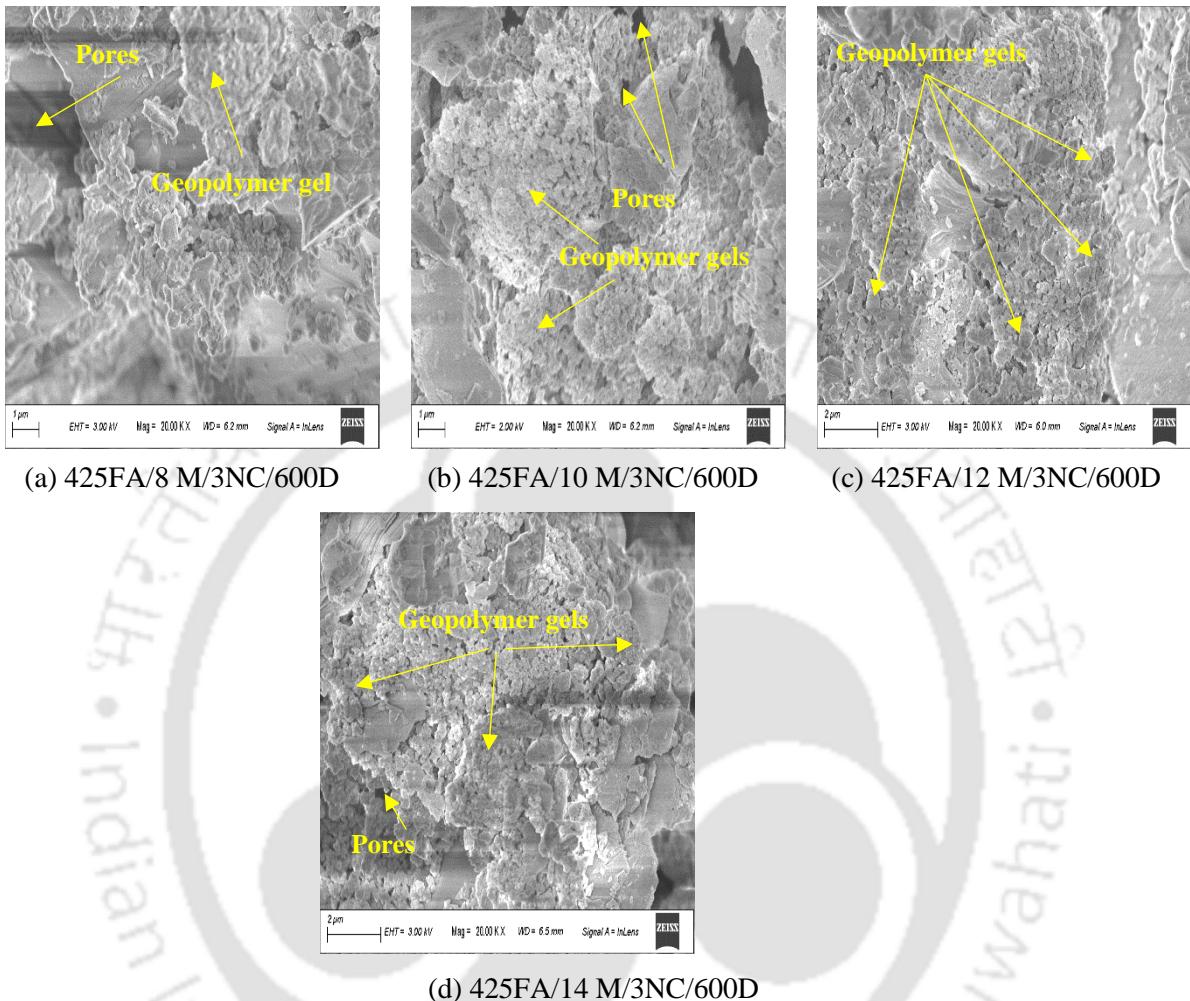 Pores
Geopolymer gel
1 µm
EHT = 3.00 kV Mag = 20.00 K X WD = 6.2 mm Signal A = InLens
ZEISS
(a) 425FA/8 M/3NC/600D
Pores
Geopolymer gels
1 µm
EHT = 2.00 kV Mag = 20.00 K X WD = 6.2 mm Signal A = InLens
ZEISS
(b) 425FA/10 M/3NC/600D
Geopolymer gels
2 µm
EHT = 3.00 kV Mag = 20.00 K X WD = 6.0 mm Signal A = InLens
ZEISS
(c) 425FA/12 M/3NC/600D
Geopolymer gels
Pores
2 µm
EHT = 3.00 kV Mag = 20.00 K X WD = 6.5 mm Signal A = InLens
ZEISS
(d) 425FA/14 M/3NC/600D
Indian